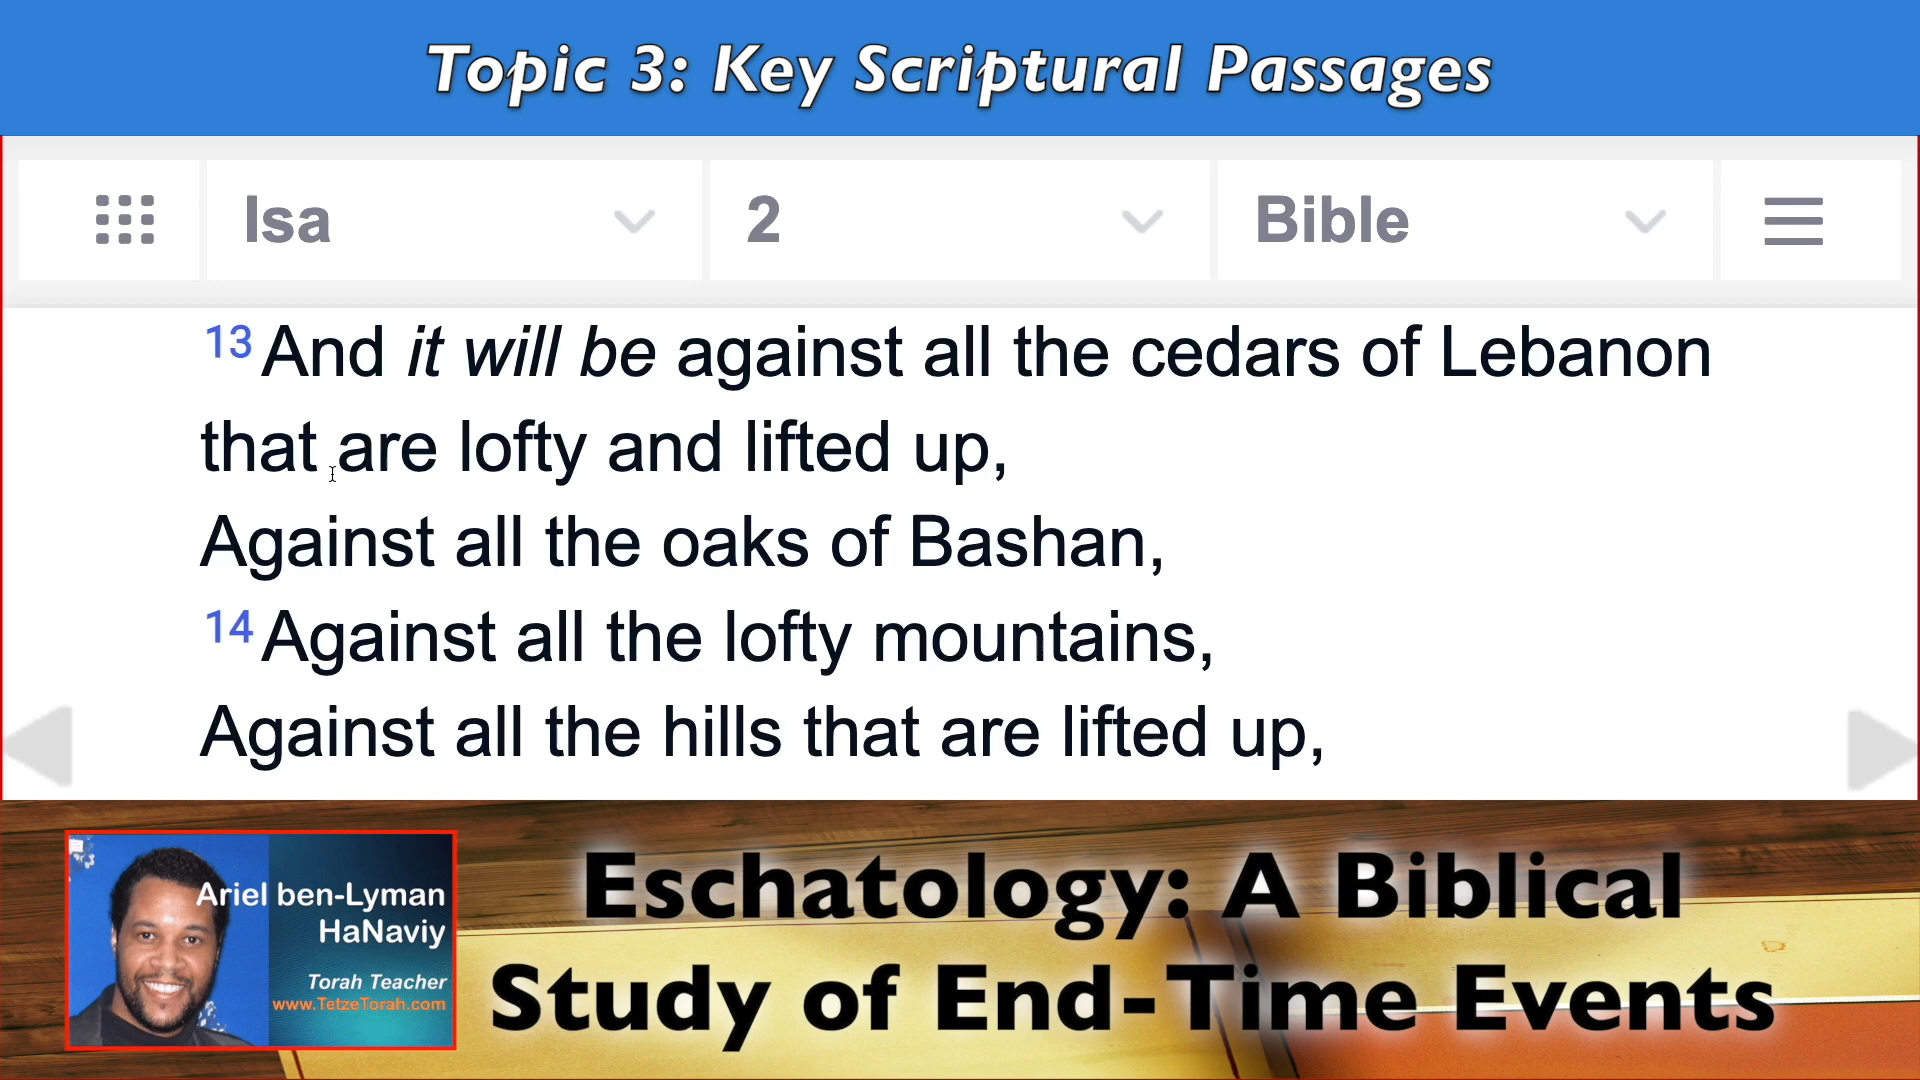 Topic 3: Key Scriptural Passages
Isa
2
Bible
13 And it will be against all the cedars of Lebanon
that are lofty and lifted up,
Against all the oaks of Bashan,
14 Against all the lofty mountains,
Against all the hills that are lifted up,
Ariel ben-Lyman
HaNaviy
Torah Teacher
www.TetzeTorah.com
Eschatology: A Biblical
Study of End-Time Events